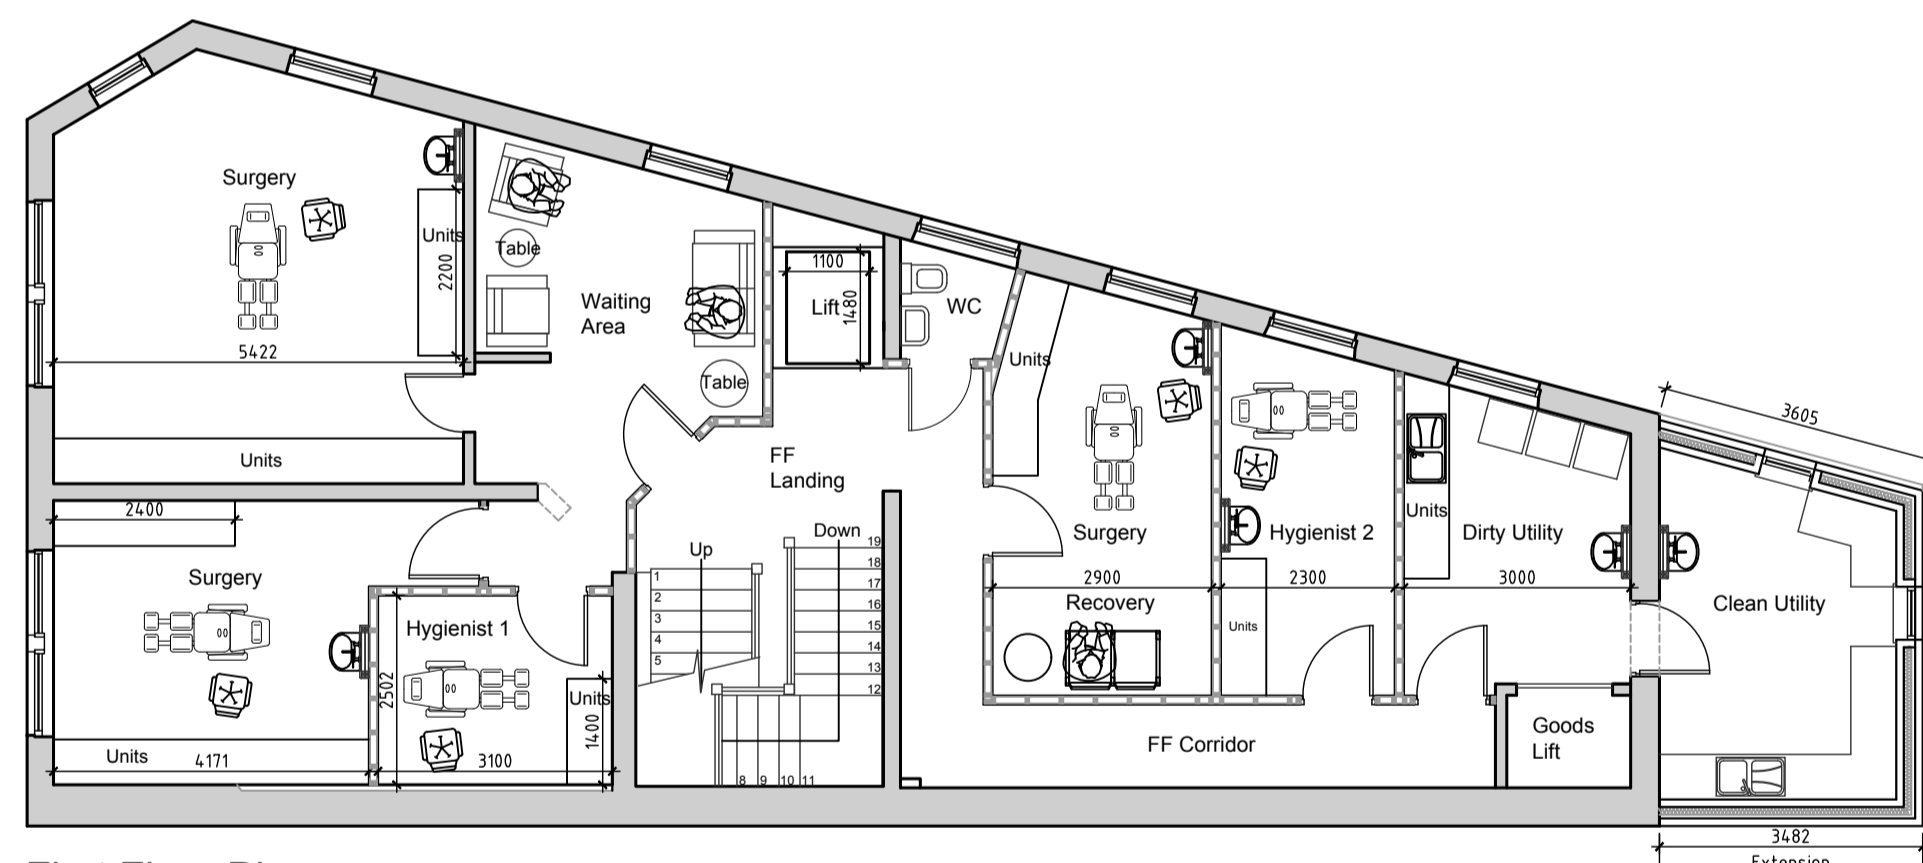 Surgery
Units
2200
5422
Units
Table
Waiting
Area
Table
1100
Lift
1480
WC
Units
FF
Landing
Up
Down
1
2
3
4
5
19
18
17
16
15
14
13
12
8
9
10
11
2400
Surgery
Units
4171
Hygienist 1
2502
3100
Units
1400
Surgery
2900
Recovery
Hygienist 2
2300
Units
Units
Dirty Utility
3000
FF Corridor
Goods
Lift
Clean Utility
3605
3482
Extension